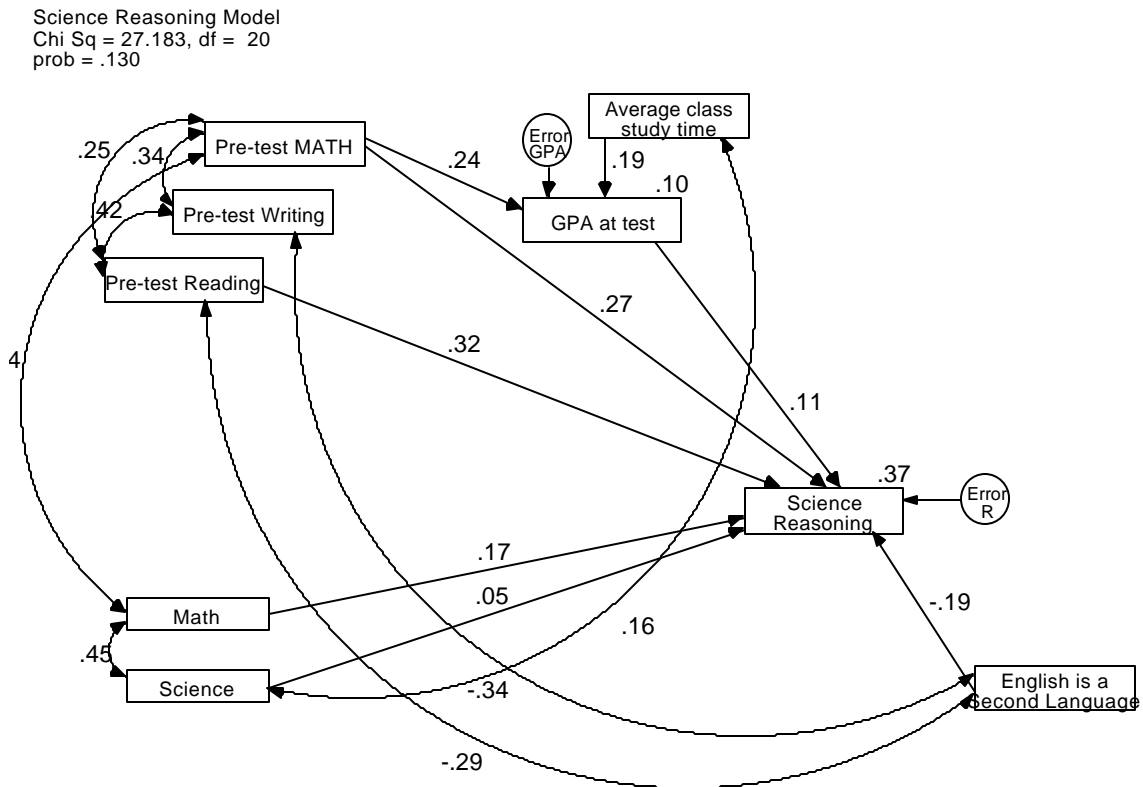 Science Reasoning Model
Chi Sq = 27.183, df = 20
prob = .130
Average class
study time
Error
GPA
Pre-test MATH
.25
.34
.24
.19
.10
Pre-test Writing
42
GPA at test
Pre-test Reading
.27
.32
4
.11
.37
Science
Reasoning
Error
R
.17
.05
Math
-.19
.16
.45
Science
-.34
English is a
Second Language
-.29